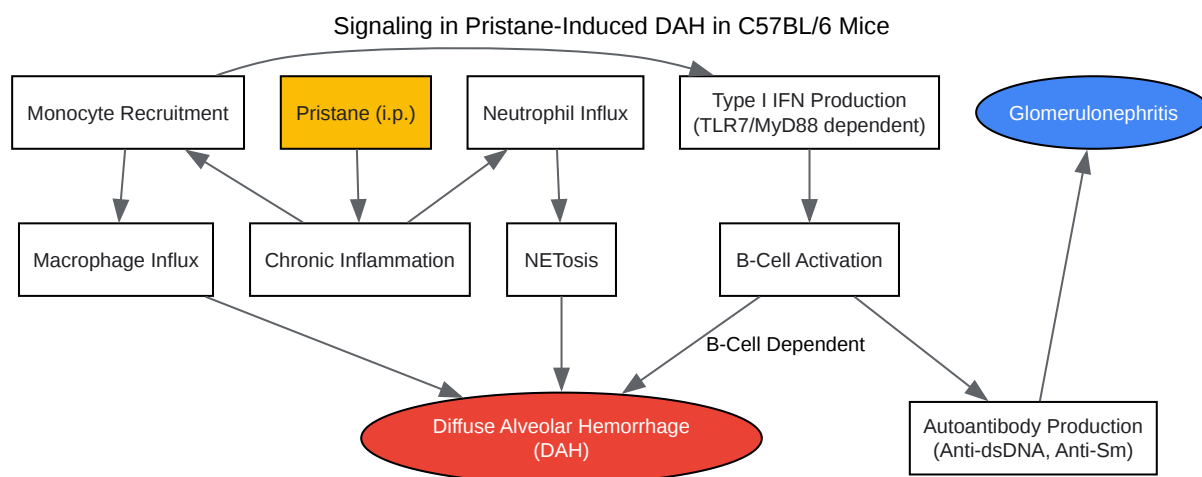 Signaling in Pristane-Induced DAH in C57BL/6 Mice
Monocyte Recruitment
Pristane (i.p.)
Neutrophil Influx
Type I IFN Production
(TLR7/MyD88 dependent)
Glomerulonephritis
Macrophage Influx
Chronic Inflammation
NETosis
B-Cell Activation
B-Cell Dependent
Diffuse Alveolar Hemorrhage
(DAH)
Autoantibody Production
(Anti-dsDNA, Anti-Sm)